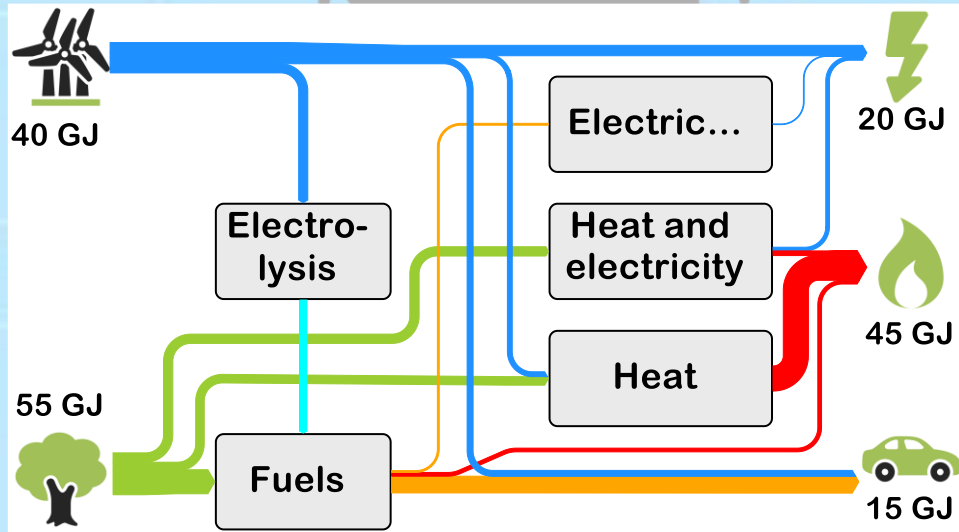 40 GJ
20 GJ
Electric...
Electro-
lysis
Heat and
electricity
45 GJ
Heat
55 GJ
Fuels
15 GJ